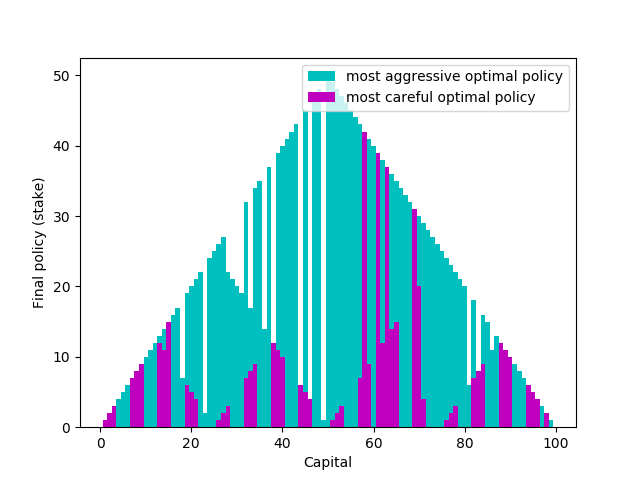 most aggressive optimal policy
most careful optimal policy
50
40
30
20
10
0
Final policy (stake)
0 20 40 60 80 100
Capital